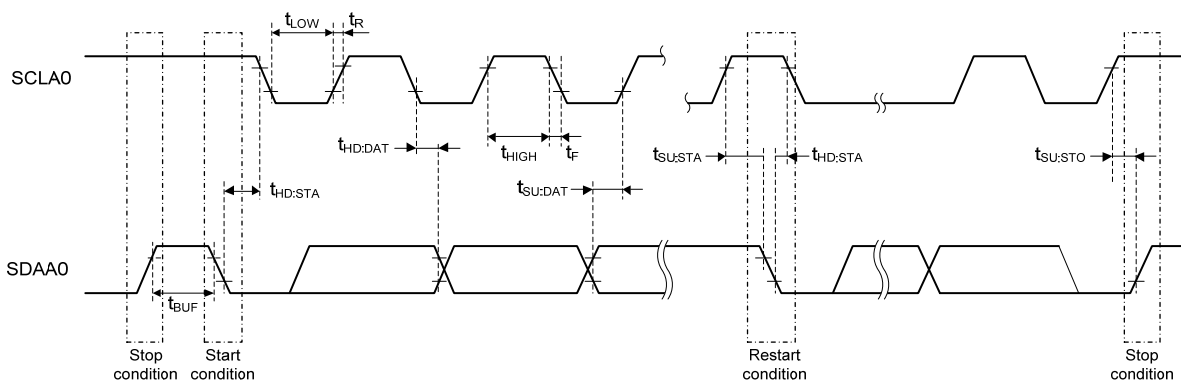 tLOW
tR
SCLA0
tHD:DAT
tHIGH
tF
tSU:STA
tHD:STA
tSU:STO
tHD:STA
tSU:DAT
SDAA0
tBUF
Stop
condition
Start
condition
Restart
condition
Stop
condition